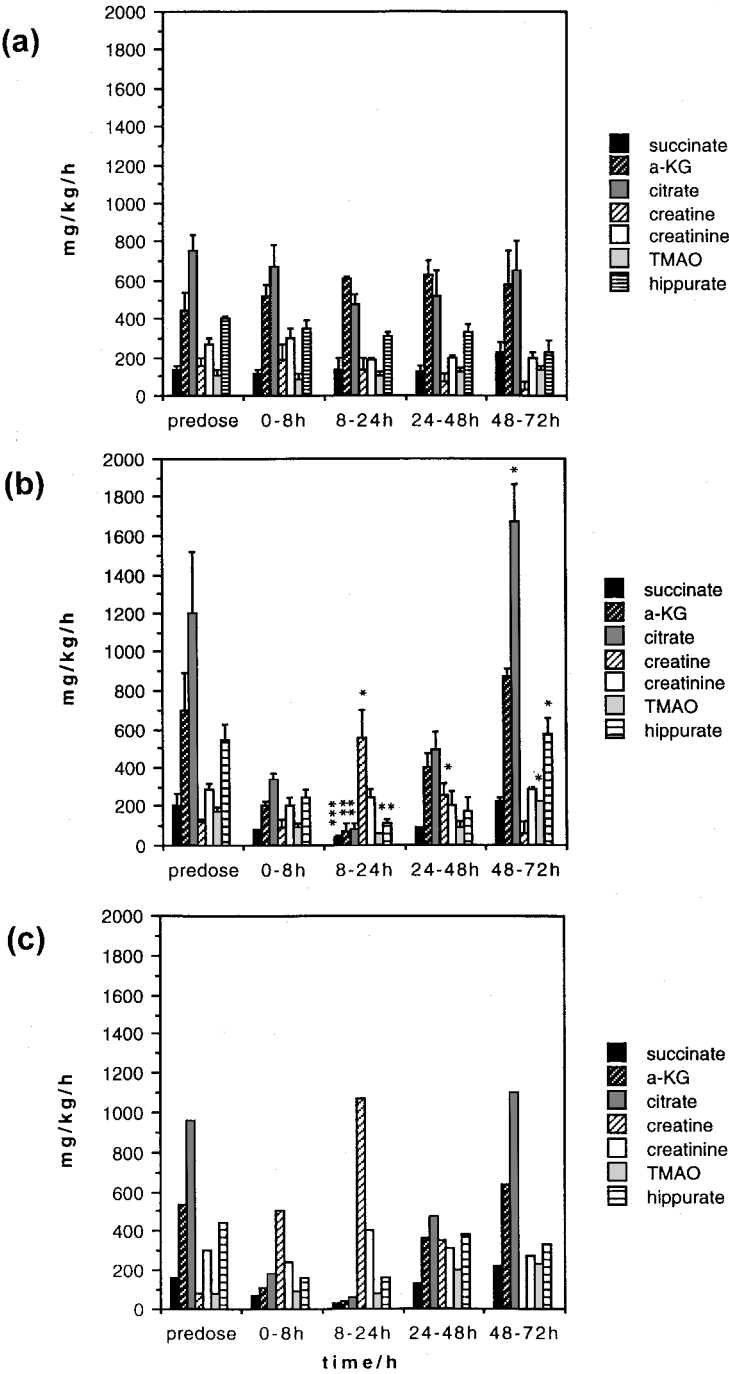 (a)
2000
1800
1600
1400
1200
1000
800
600
400
200
0
mg/kg/h
predose 0-8h 8-24h 24-48h 48-72h
succinate
a-KG
citrate
creatine
creatinine
TMAO
hippurate
(b)
2000
1800
1600
1400
1200
1000
800
600
400
200
0
mg/kg/h
*
*
*
*
*
***
**
**
**
predose 0-8h 8-24h 24-48h 48-72h
succinate
a-KG
citrate
creatine
creatinine
TMAO
hippurate
(c)
2000
1800
1600
1400
1200
1000
800
600
400
200
0
mg/kg/h
predose 0-8h 8-24h 24-48h 48-72h
time/h
succinate
a-KG
citrate
creatine
creatinine
TMAO
hippurate